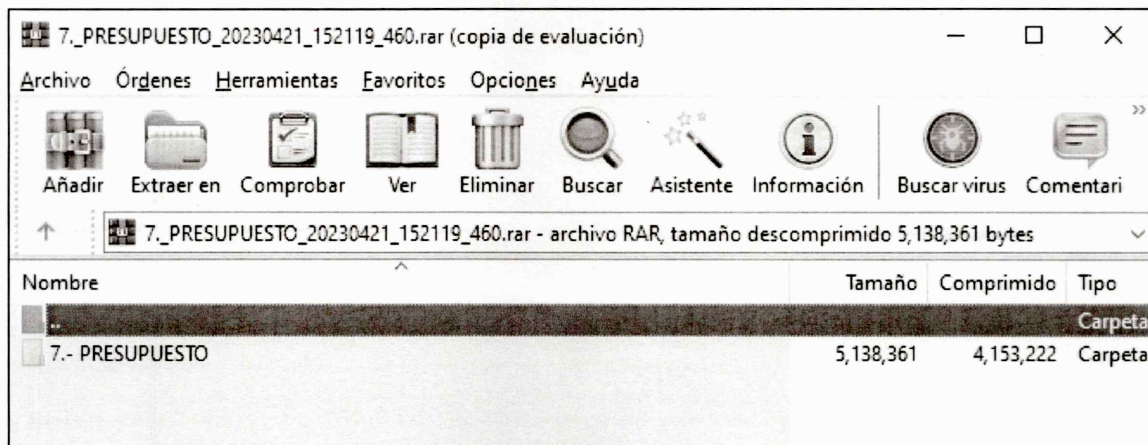 7._PRESUPUESTO_20230421_152119_460.rar (copia de evaluación)
Archivo Órdenes Herramientas Favoritos Opciones Ayuda
Añadir Extraer en Comprobar Ver Eliminar Buscar Asistente Información Buscar virus Comentari
7._PRESUPUESTO_20230421_152119_460.rar - archivo RAR, tamaño descomprimido 5,138,361 bytes
Nombre Tamaño Comprimido Tipo
.. Carpeta
7.- PRESUPUESTO 5,138,361 4,153,222 Carpeta